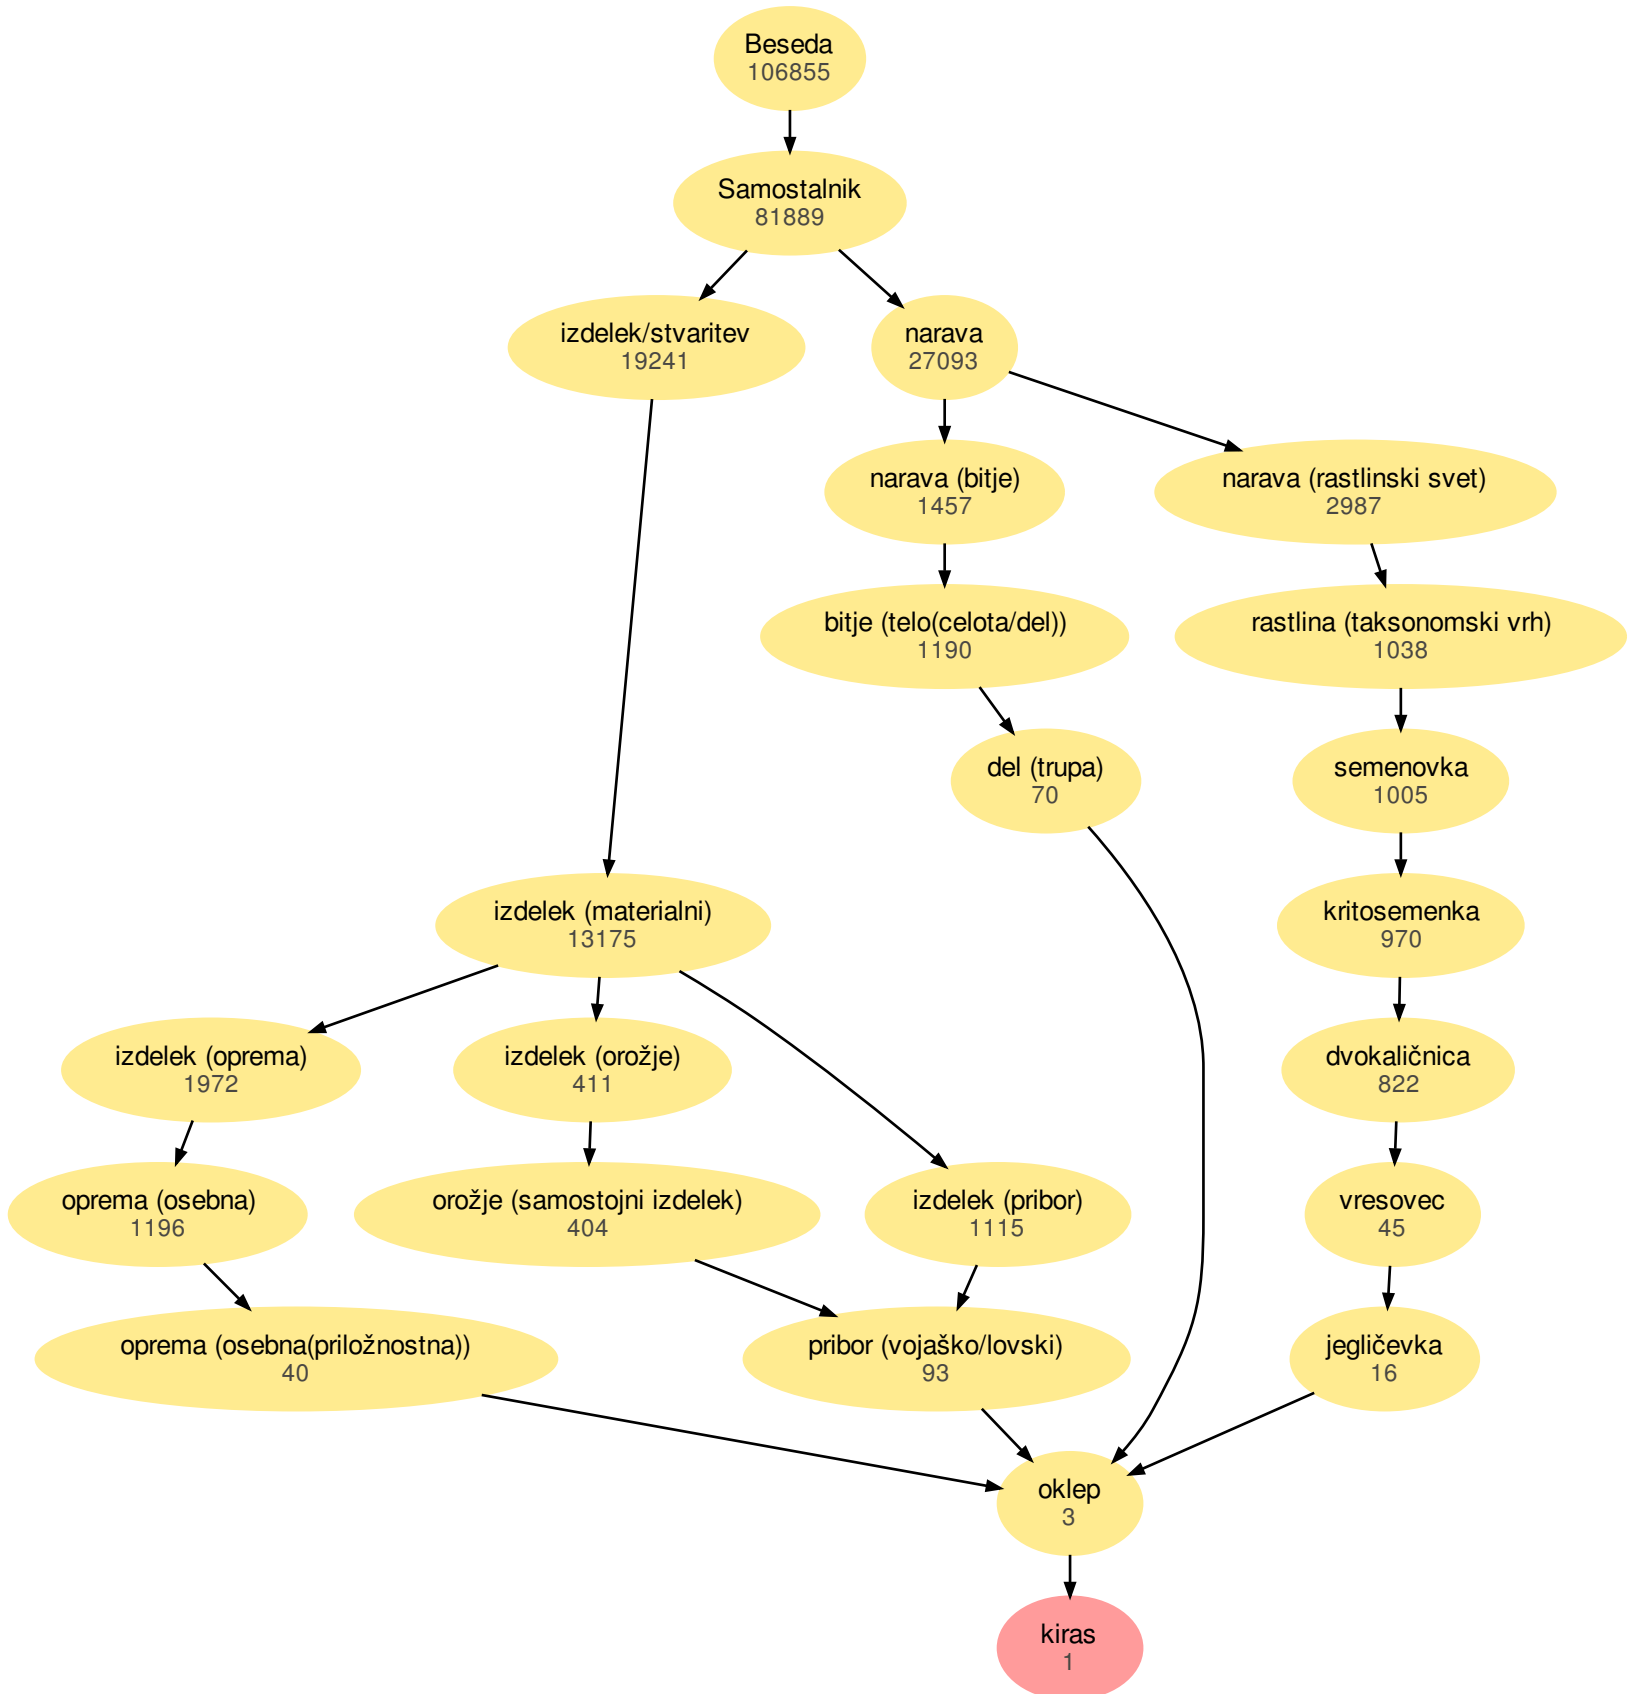 Beseda
106855
Samostalnik
81889
izdelek/stvaritev
19241
narava
27093
narava (bitje)
1457
narava (rastlinski svet)
2987
bitje (telo(celota/del))
1190
rastlina (taksonomski vrh)
1038
del (trupa)
70
semenovka
1005
izdelek (materialni)
13175
kritosemenka
970
izdelek (oprema)
1972
izdelek (orožje)
411
dvokaličnica
822
oprema (osebna)
1196
orožje (samostojni izdelek)
404
izdelek (pribor)
1115
vresovec
45
oprema (osebna(priložnostna))
40
pribor (vojaško/lovski)
93
jegličevka
16
oklep
3
kiras
1